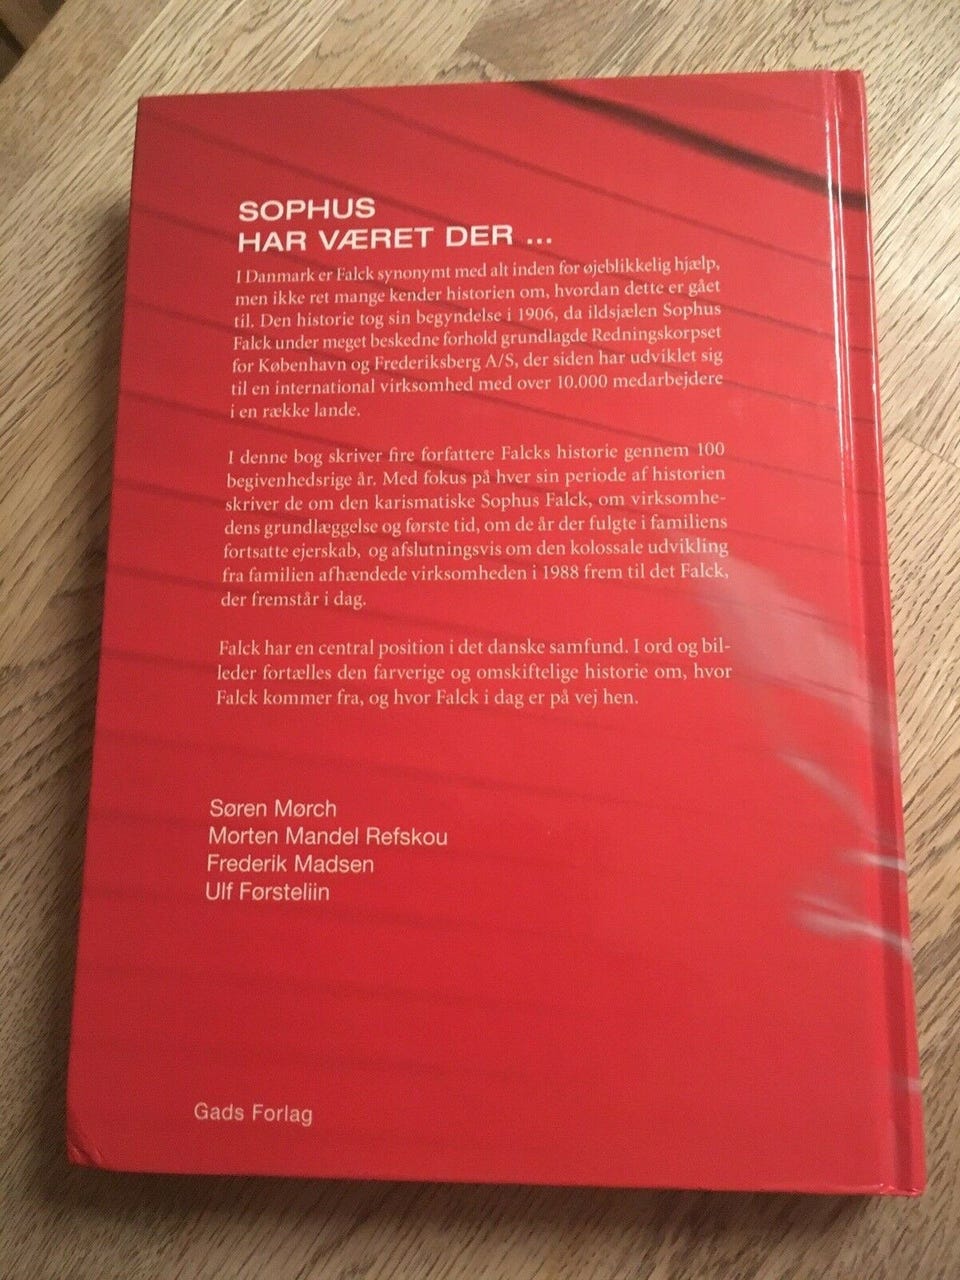 SOPHUS
HAR VÆRET DER ...
I Danmark er Falck synonymt med alt inden for øjeblikkelig hjælp,
men ikke ret mange kender historien om, hvordan dette er gået
til. Den historie tog sin begyndelse i 1906, da ildsjælen Sophus
Falck under meget beskedne forhold grundlagde Redningskorpset
for København og Frederiksberg A/S, der siden har udviklet sig
til en international virksomhed med over 10.000 medarbejdere
i en række lande.
I denne bog skriver fire forfattere Falcks historie gennem 100
begivenhedsrige år. Med fokus på hver sin periode af historien
skriver de om den karismatiske Sophus Falck, om virksomhe-
dens grundlæggelse og første tid, om de år der fulgte i familiens
fortsatte ejerskab, og afslutningsvis om den kolossale udvikling
fra familien afhændede virksomheden i 1988 frem til det Falck,
der fremstår i dag.
Falck har en central position i det danske samfund. I ord og bil-
leder fortælles den farverige og omskiftelige historie om, hvor
Falck kommer fra, og hvor Falck i dag er på vej hen.
Søren Mørch
Morten Mandel Refskou
Frederik Madsen
Ulf Førsteliin
Gads Forlag